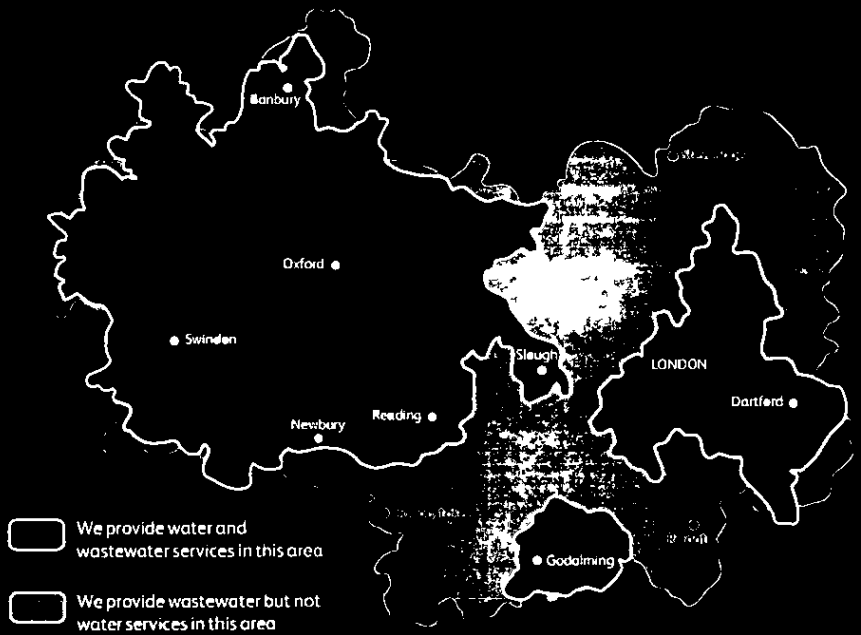 Banbury
Oxford
Swindon
Slough
LONDON
Reading
Dartford
Newbury
We provide water and
wastewater services in this area
Godalming
We provide wastewater but not
water services in this area